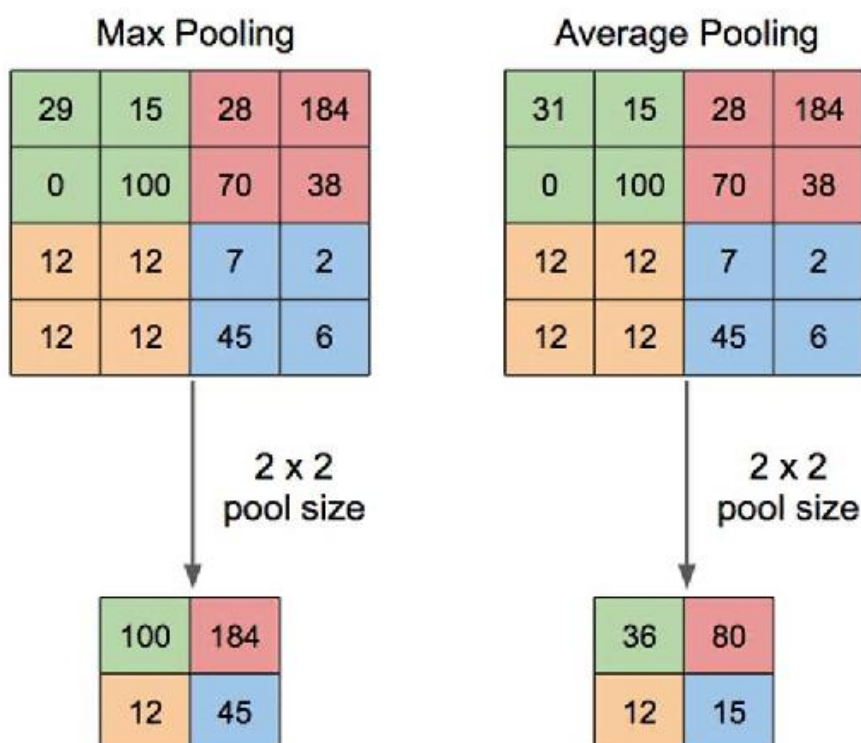 Max Pooling
29 15 28 184
0 100 70 38
12 12 7 2
12 12 45 6
2 x 2
pool size
100 184
12 45
Average Pooling
31 15 28 184
0 100 70 38
12 12 7 2
12 12 45 6
2 x 2
pool size
36 80
12 15